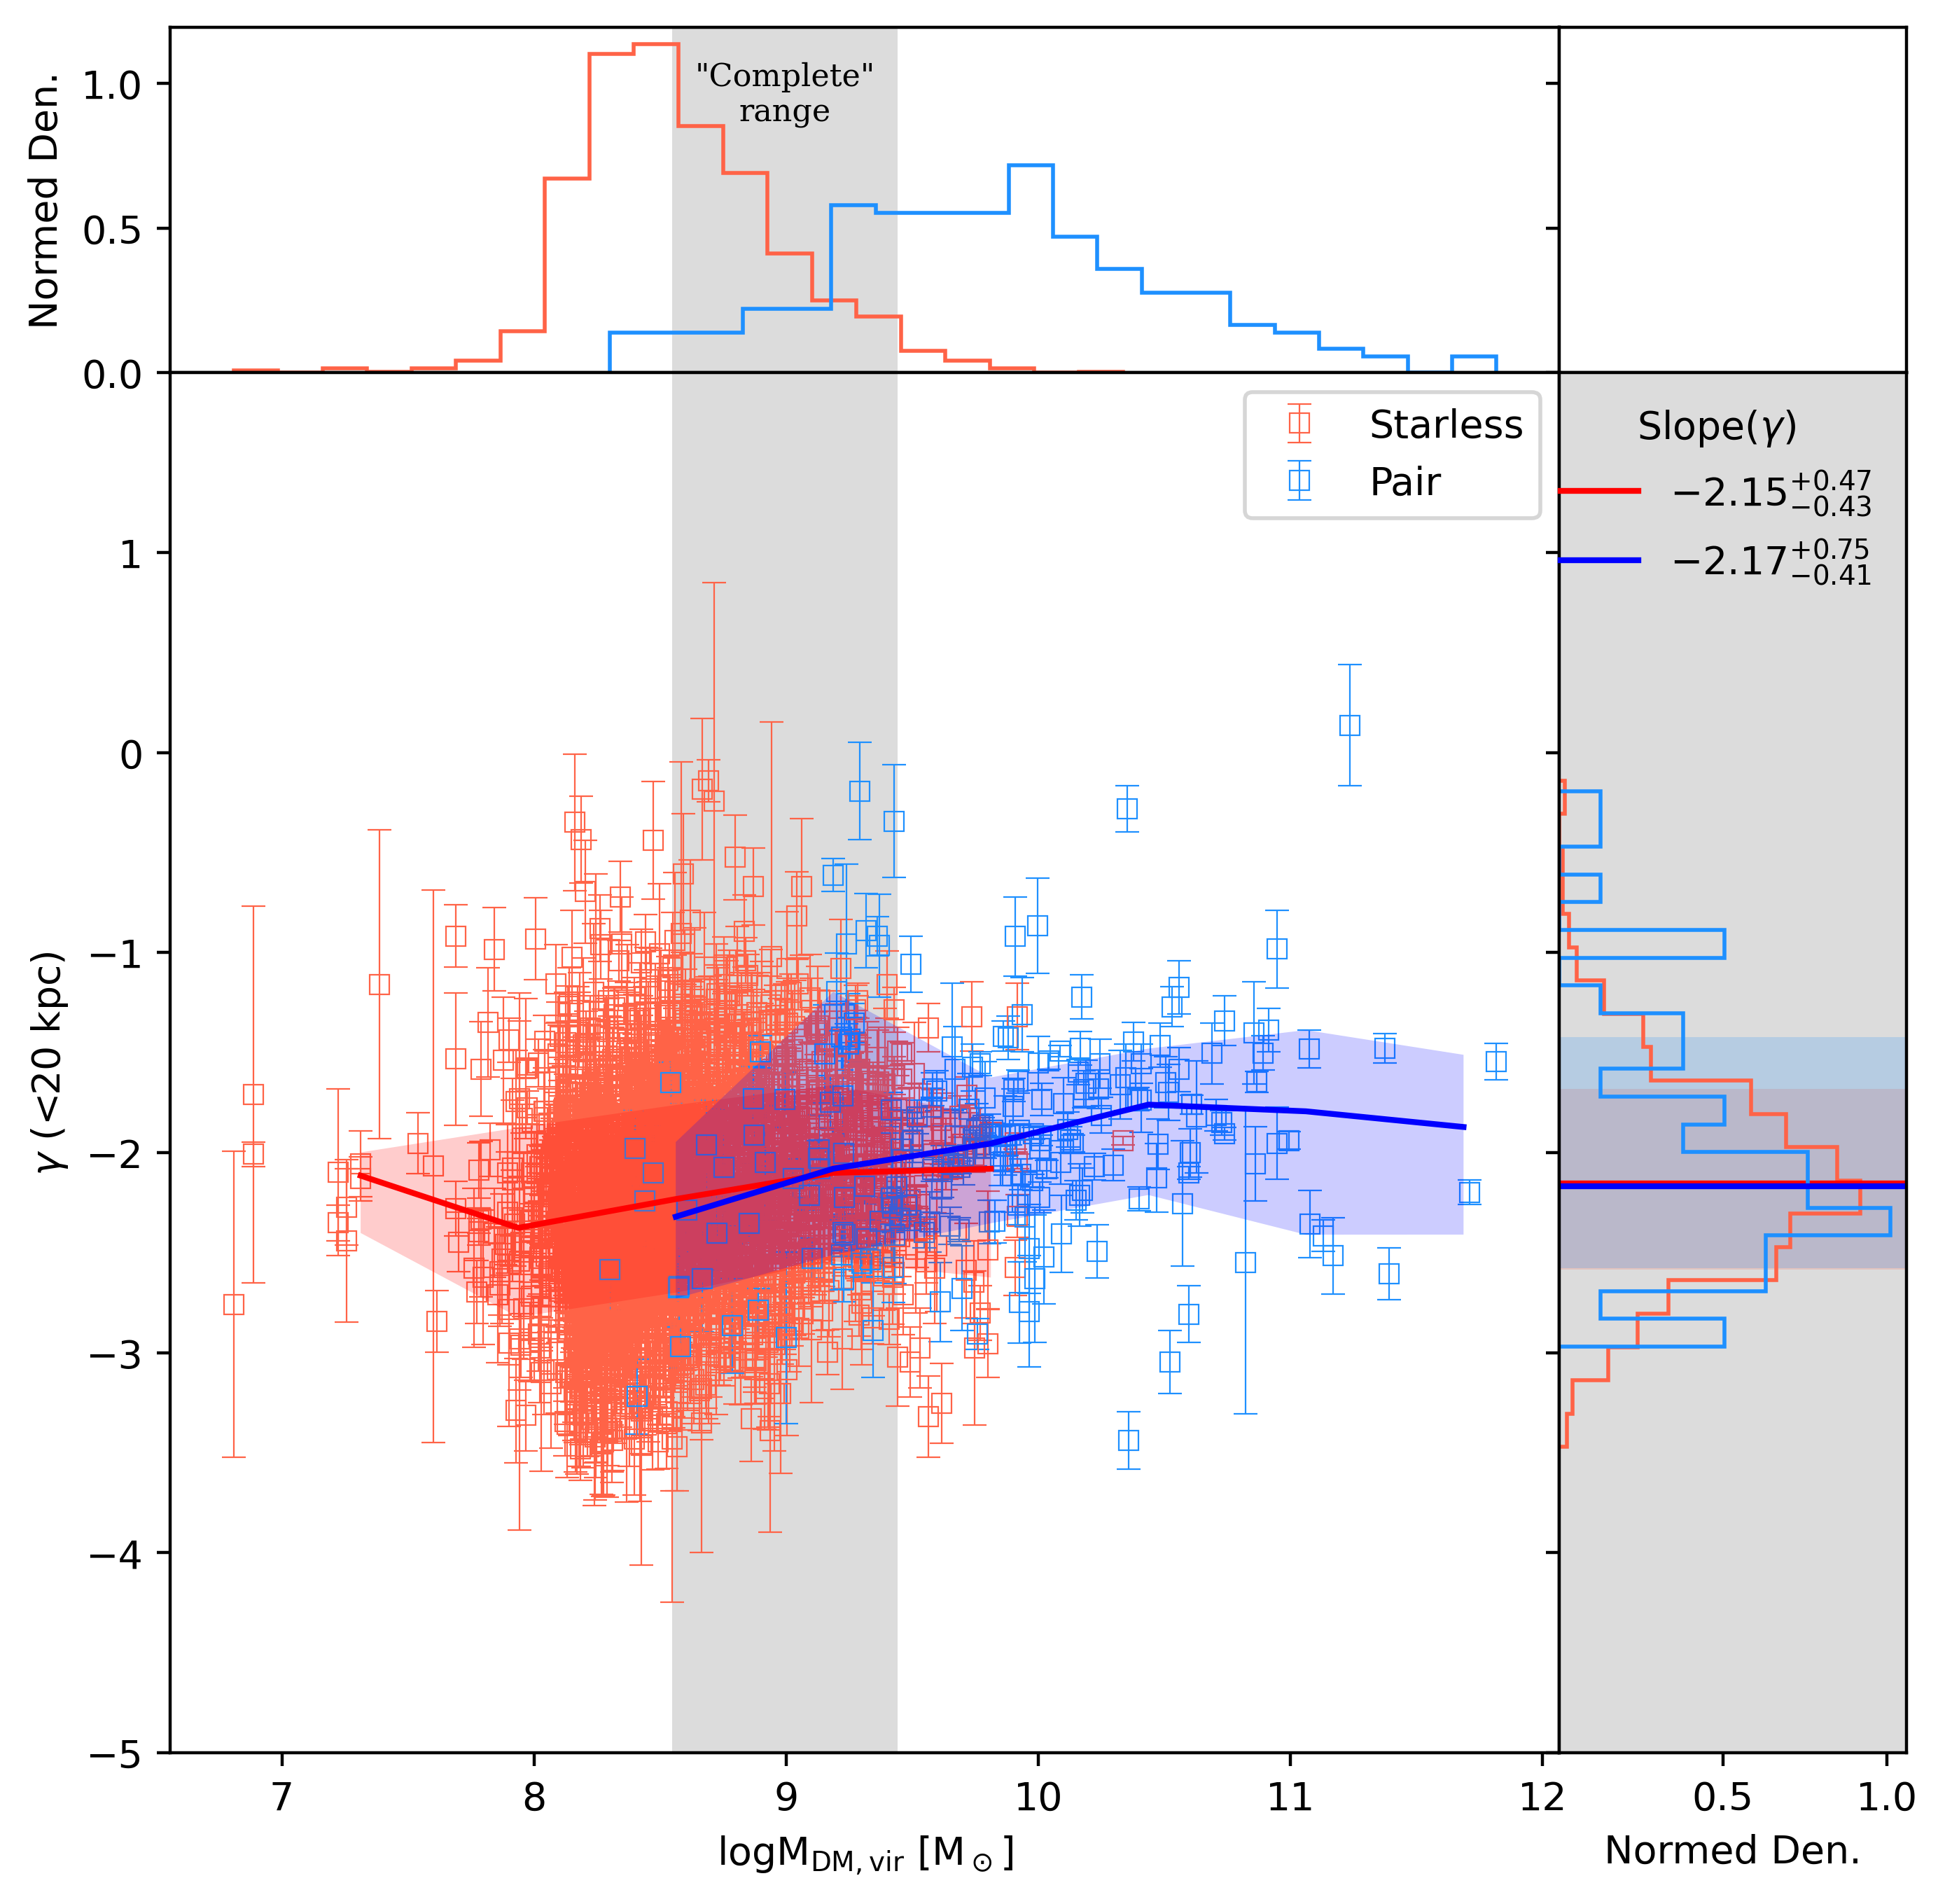 Normed Den.
1.0
0.5
0.0
"Complete"
range
Starless
Pair
Slope(γ)
−2.15 +0.47 −0.43
−2.17 +0.75 −0.41
γ (<20 kpc)
1
0
−1
−2
−3
−4
−5
7 8 9 10 11 12
0.5 1.0
logM_DM,vir [M_⊙]
Normed Den.